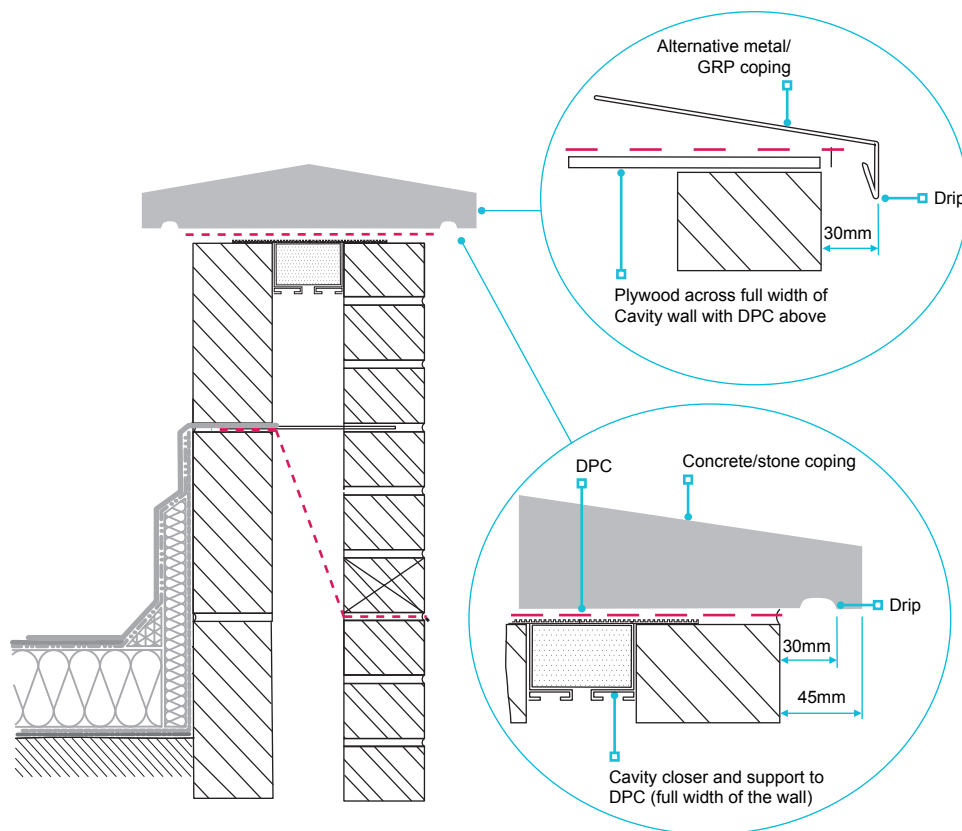 Alternative metal/
GRP coping
Drip
30mm
Plywood across full width of
Cavity wall with DPC above
DPC
Concrete/stone coping
Drip
30mm
45mm
Cavity closer and support to
DPC (full width of the wall)